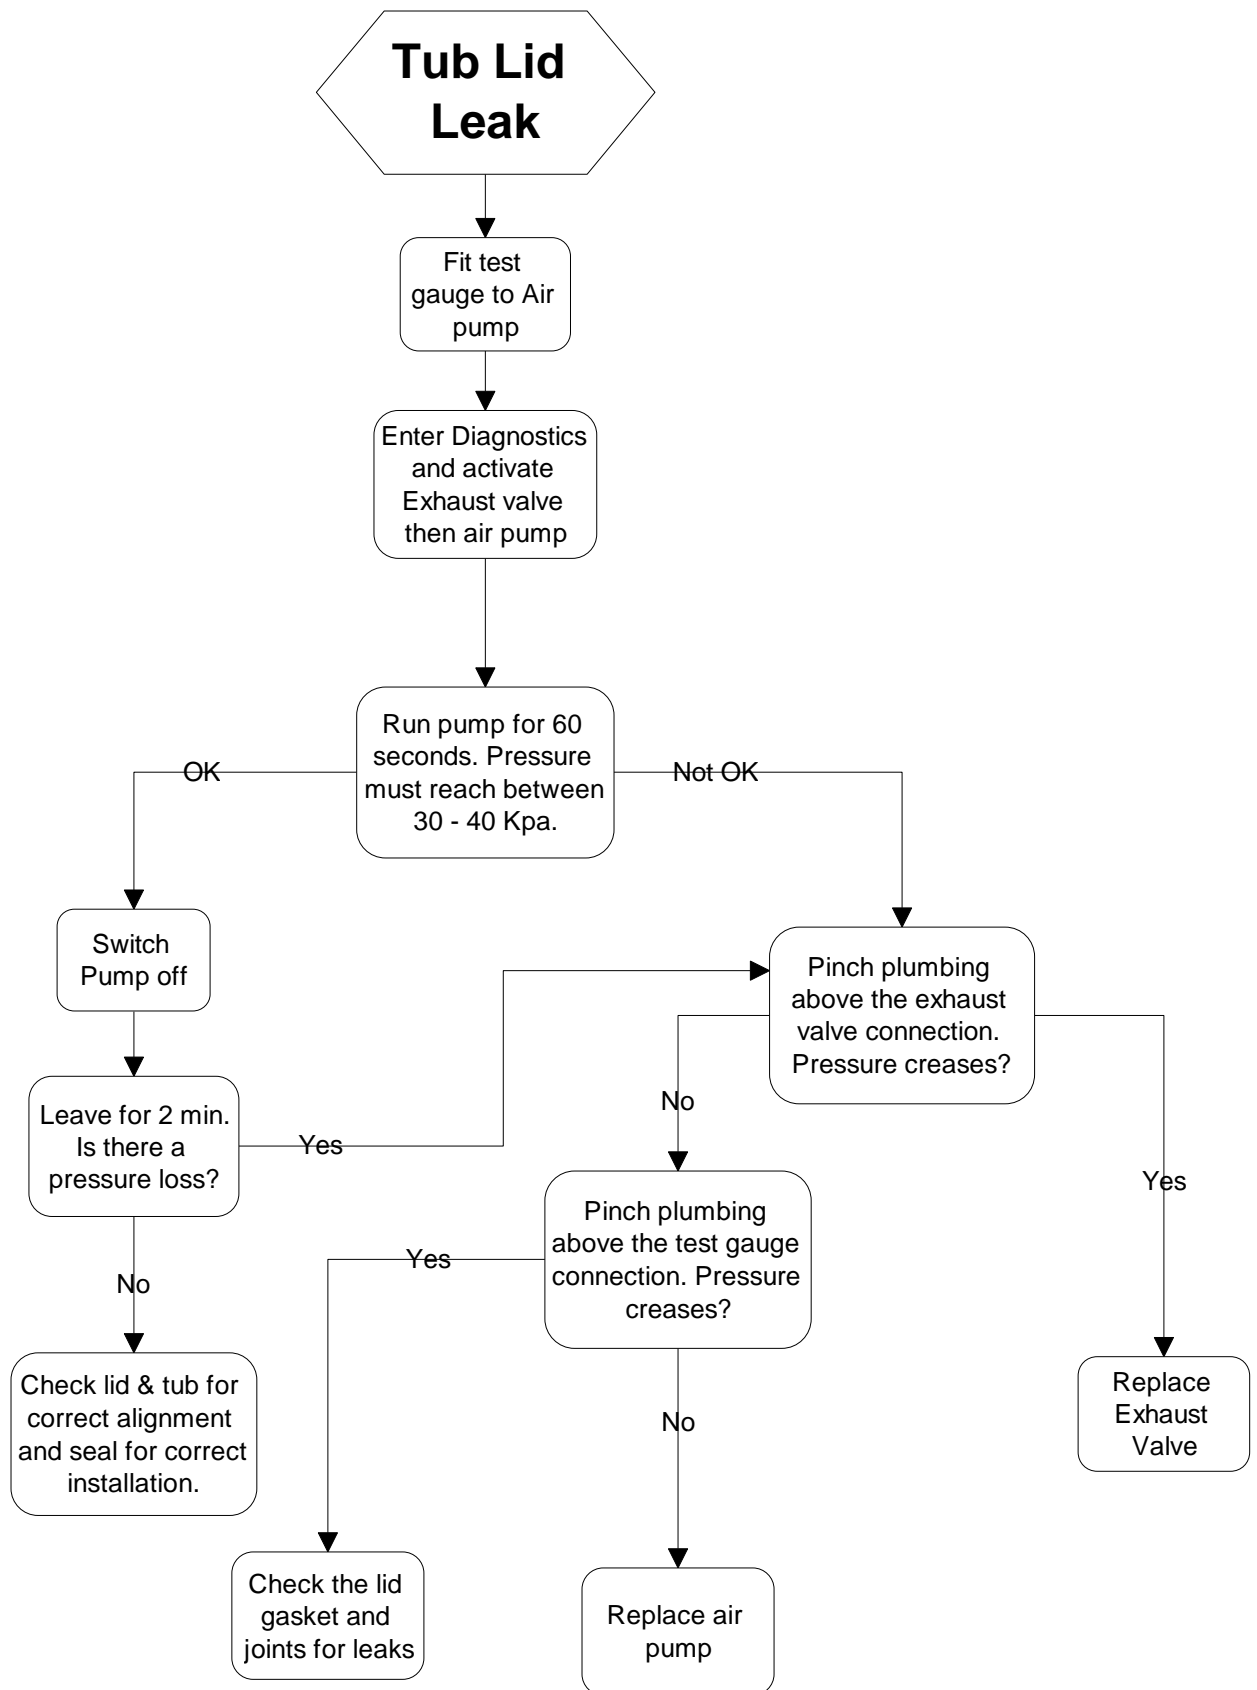 Tub Lid
Leak
Fit test
gauge to Air
pump
Enter Diagnostics
and activate
Exhaust valve
then air pump
Run pump for 60
seconds. Pressure
must reach between
30 - 40 Kpa.
OK
Not OK
Switch
Pump off
Pinch plumbing
above the exhaust
valve connection.
Pressure creases?
Leave for 2 min.
Is there a
pressure loss?
Yes
No
Yes
Pinch plumbing
above the test gauge
connection. Pressure
creases?
Yes
No
No
Check lid & tub for
correct alignment
and seal for correct
installation.
Replace
Exhaust
Valve
Check the lid
gasket and
joints for leaks
Replace air
pump